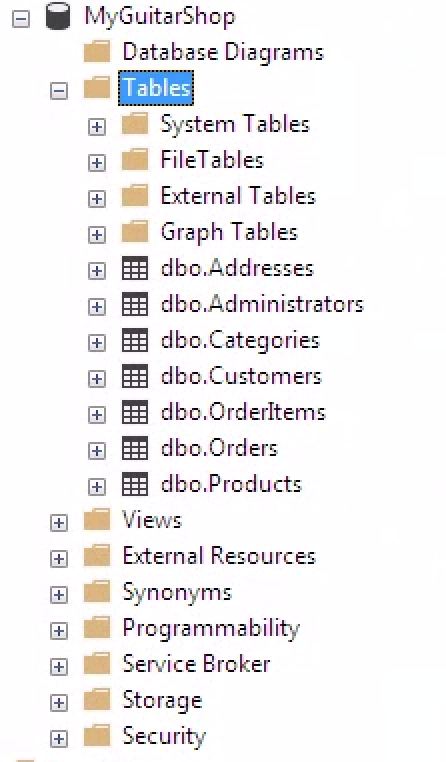 MyGuitarShop
Database Diagrams
Tables
System Tables
FileTables
External Tables
Graph Tables
dbo.Addresses
dbo.Administrators
dbo.Categories
dbo.Customers
dbo.OrderItems
dbo.Orders
dbo.Products
Views
External Resources
Synonyms
Programmability
Service Broker
Storage
Security